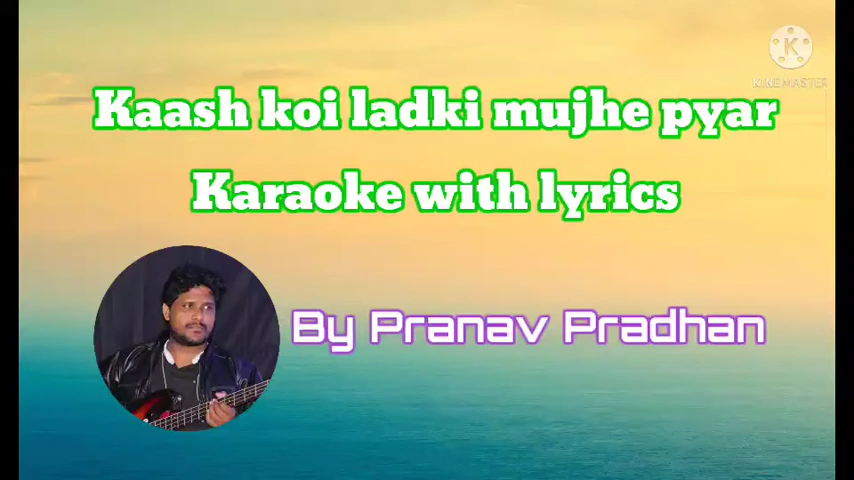 K
KINEMASTER
Kaash koi ladki mujhe pyar
Karaoke with lyrics
By Pranav Pradhan